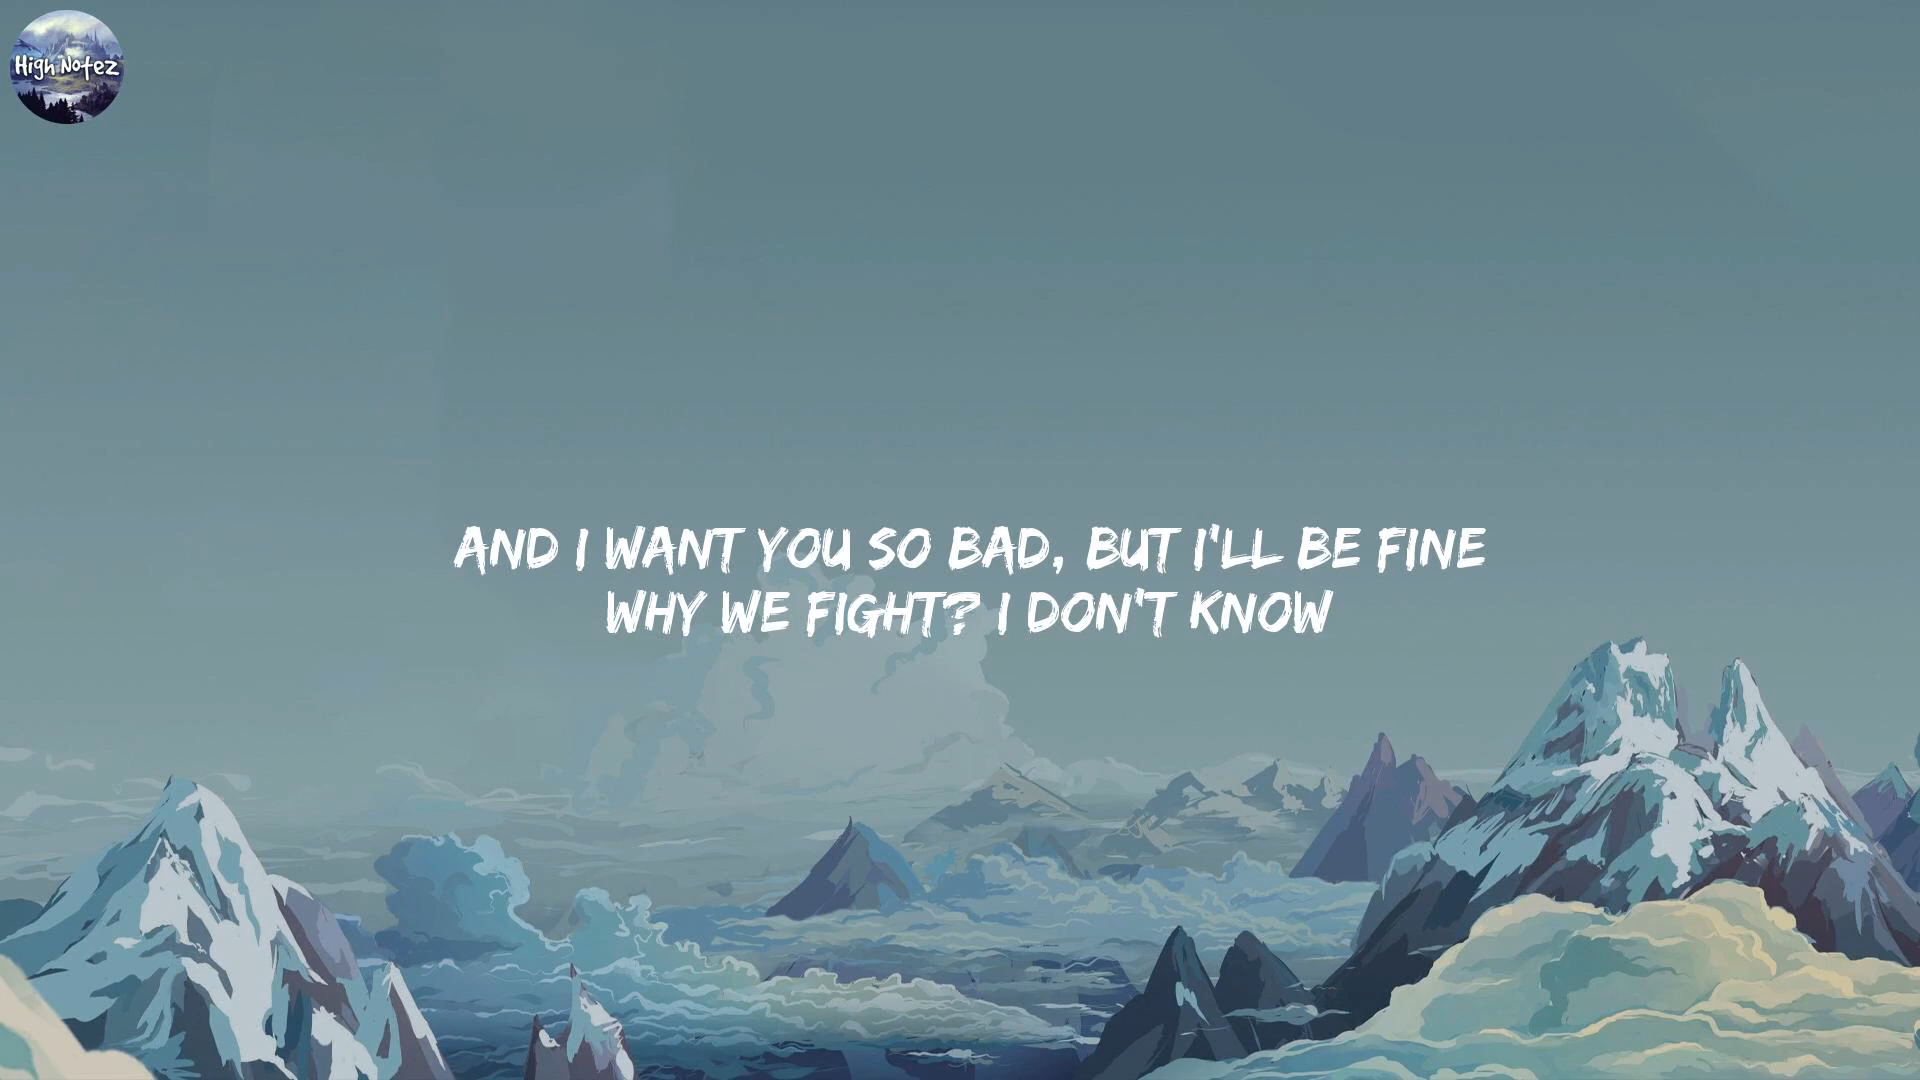 High Notez
AND I WANT YOU SO BAD, BUT I'LL BE FINE
WHY WE FIGHT? I DON'T KNOW